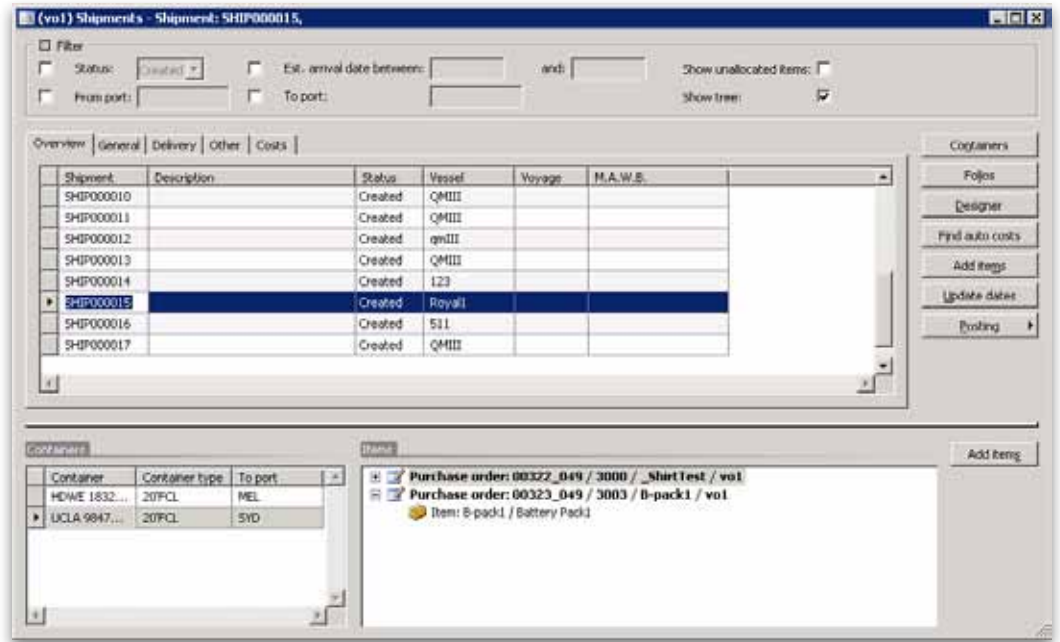 (vo1) Shipments - Shipment: SHIP000015,
Filter
Status: Created Est. arrival date between: and: Show unallocated items:
From port: To port: Show tree:
Overview General Delivery Other Costs
Containers
Folios
Designer
Find auto costs
Add items
Update dates
Posting
Shipment Description Status Vessel Voyage M.A.W.B.
SHIP000010 Created QMIII
SHIP000011 Created QMIII
SHIP000012 Created qmIII
SHIP000013 Created QMIII
SHIP000014 Created 123
SHIP000015 Created Royal1
SHIP000016 Created 511
SHIP000017 Created QMIII
Containers
Container Container type To port
HDWE 1832... 20'FCL MEL
UCLA 9847... 20'FCL SYD
Items
Add items
Purchase order: 00322_049 / 3000 / _ShirtTest / vo1
Purchase order: 00323_049 / 3003 / B-pack1 / vo1
Item: B-pack1 / Battery Pack1